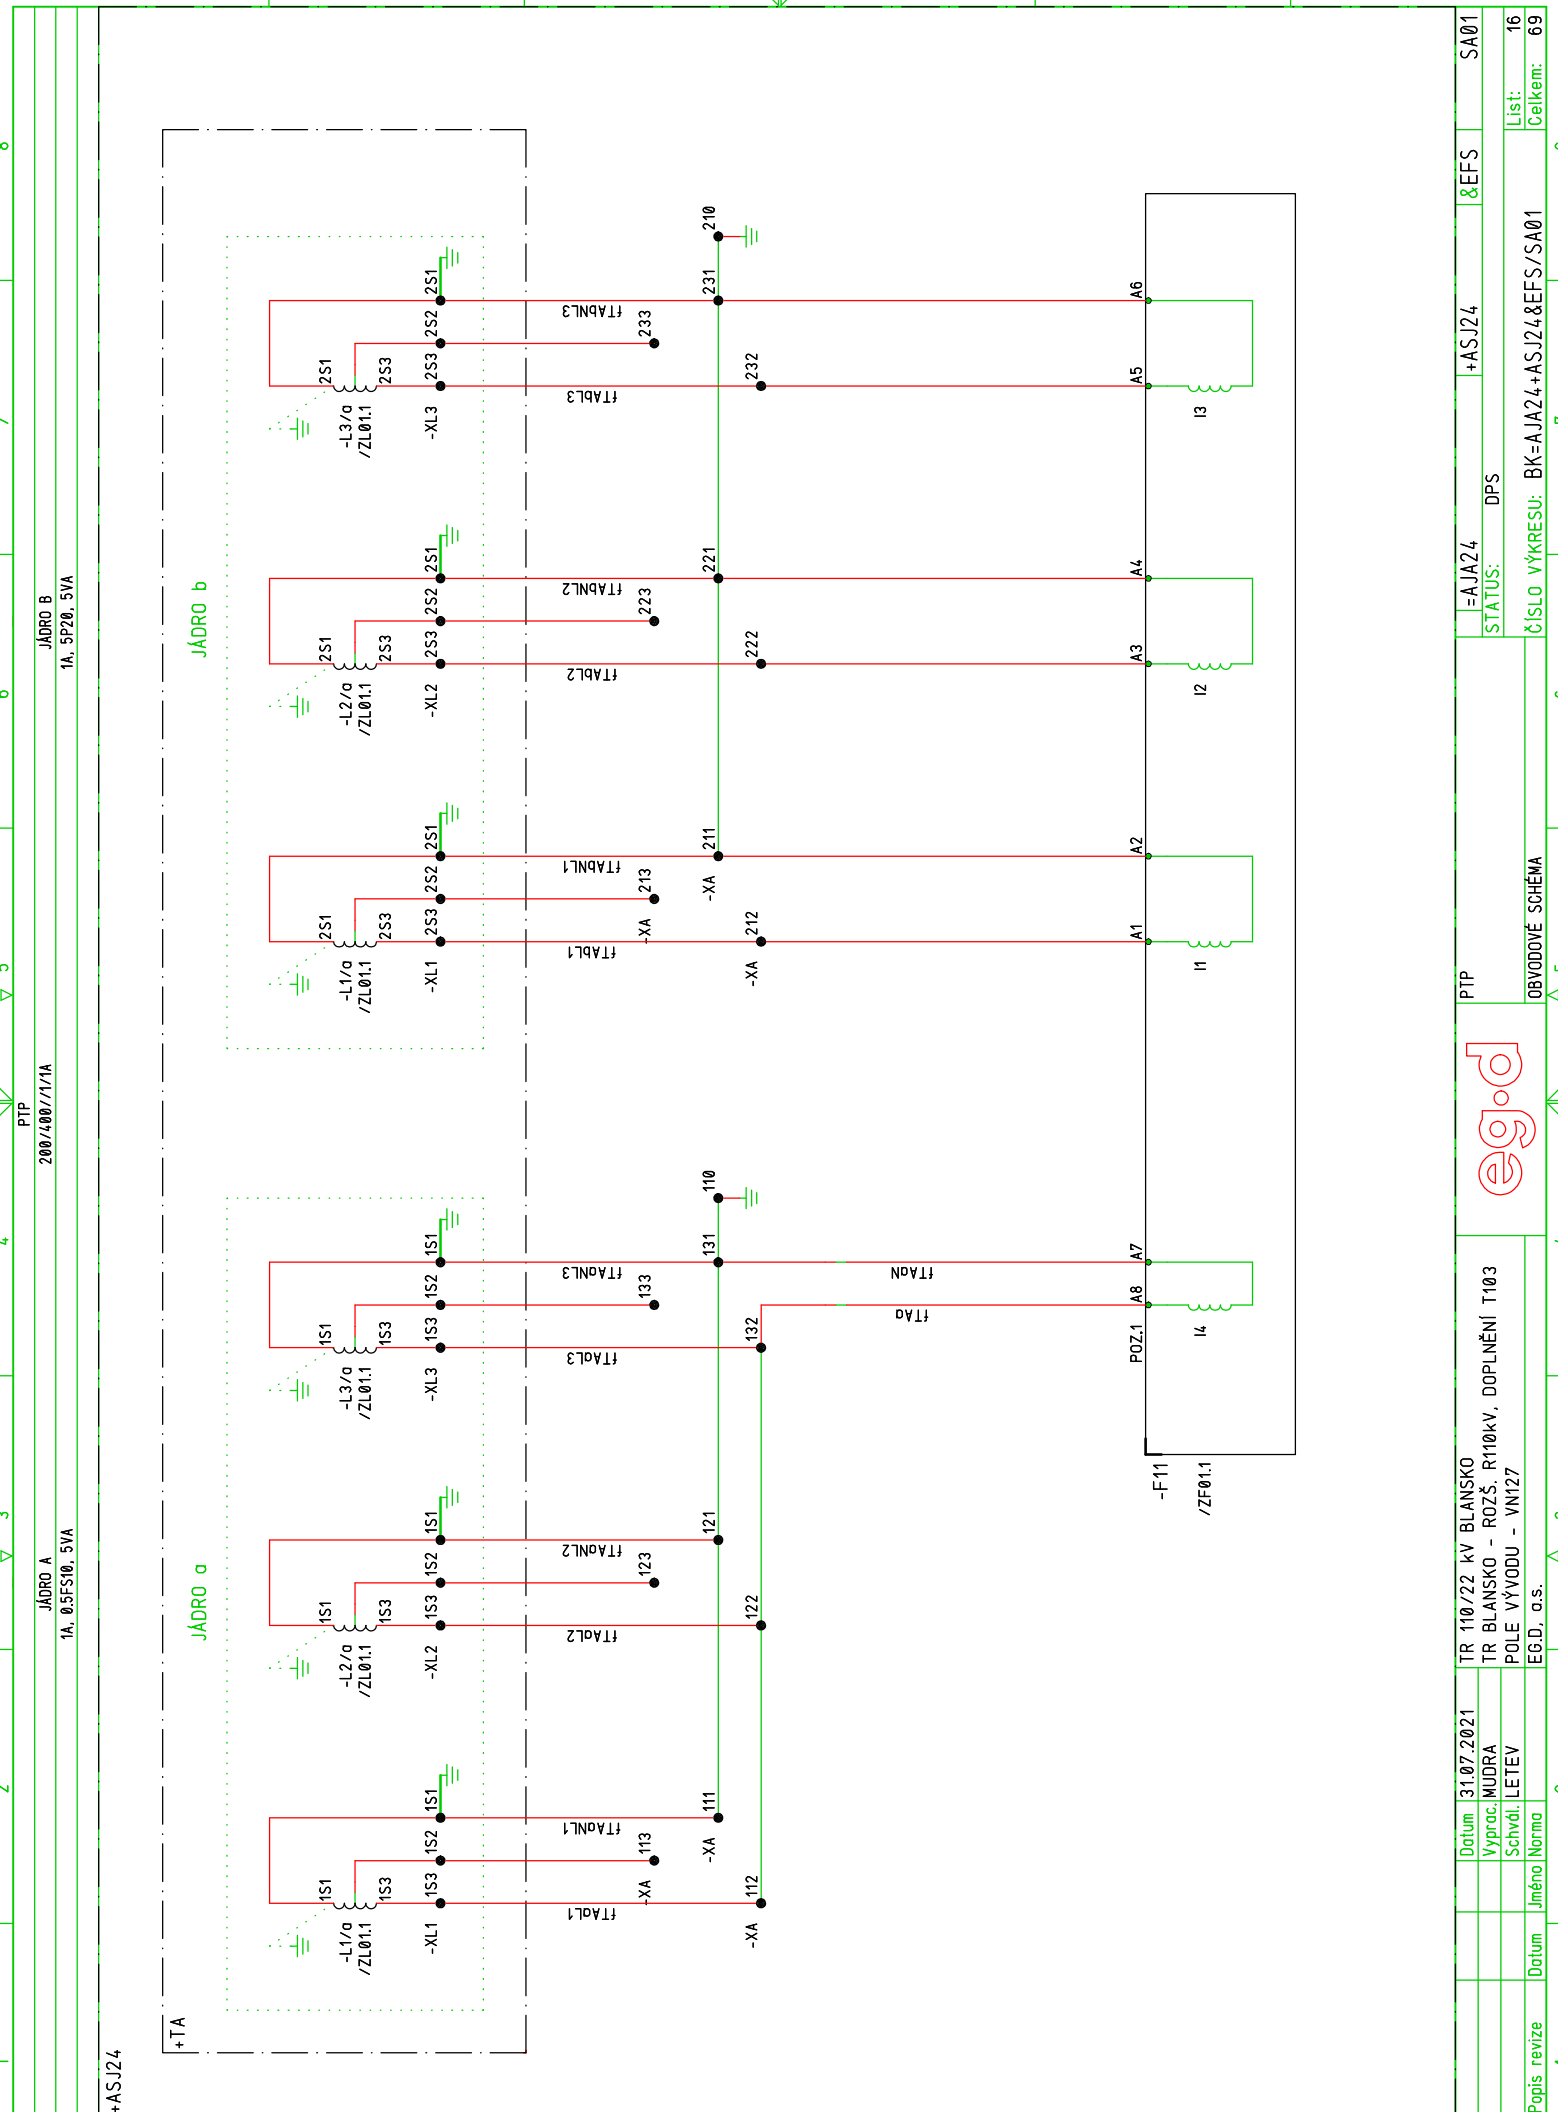 PTP
200/400//1/1A
JÁDRO A
1A, 0.5FS10, 5VA
JÁDRO B
1A, 5P20, 5VA
1
2
3
4
5
6
7
8
+ASJ24
+TA
JÁDRO a
JÁDRO b
1S1
1S3
-L1/a
/ZL01.1
-XL1
1S3
1S2
1S1
fTAaL1
fTAaNL1
-XA
113
-XA
111
-XA
112
1S1
1S3
-L2/a
/ZL01.1
-XL2
1S3
1S2
1S1
fTAaL2
fTAaNL2
123
121
122
1S1
1S3
-L3/a
/ZL01.1
-XL3
1S3
1S2
1S1
fTAaL3
fTAaNL3
133
131
110
132
fTAa
fTAaN
2S1
2S3
-L1/a
/ZL01.1
-XL1
2S3
2S2
2S1
fTAbL1
fTAbNL1
-XA
213
-XA
211
-XA
212
2S1
2S3
-L2/a
/ZL01.1
-XL2
2S3
2S2
2S1
fTAbL2
fTAbNL2
223
221
222
2S1
2S3
-L3/a
/ZL01.1
-XL3
2S3
2S2
2S1
fTAbL3
fTAbNL3
233
231
210
232
POZ.1
A8
A7
A1
A2
A3
A4
A5
A6
-F11
/ZF01.1
I4
I1
I2
I3
Popis revize
Datum
Jméno
Datum
31.07.2021
Vyprac.
MUDRA
Schvál.
LETEV
Norma
TR 110/22 kV BLANSKO
TR BLANSKO - ROZŠ. R110kV, DOPLNĚNÍ T103
POLE VÝVODU - VN127
EG.D, a.s.
eg·d
PTP
OBVODOVÉ SCHÉMA
=AJA24
+ASJ24
&EFS
SA01
STATUS:
DPS
ČÍSLO VÝKRESU:
BK=AJA24+ASJ24&EFS/SA01
List:
16
Celkem:
69